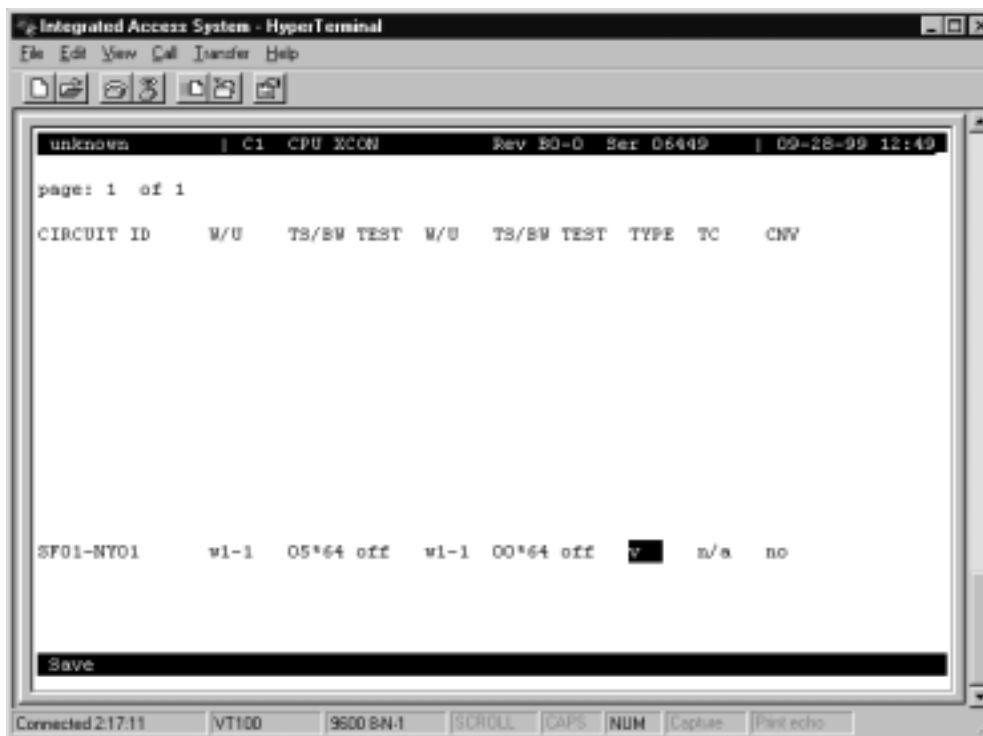 Integrated Access System - HyperTerminal
File Edit View Call Transfer Help
unknown | C1 CPU XCON Rev B0-0 Ser 06449 | 09-28-99 12:49
page: 1 of 1
CIRCUIT ID W/U TS/BW TEST W/U TS/BW TEST TYPE TC CNV
SF01-NY01 w1-1 05*64 off w1-1 00*64 off v n/a no
Save
Connected 2:17:11 VT100 9600 8-N-1 SCROLL CAPS NUM Capture Print echo